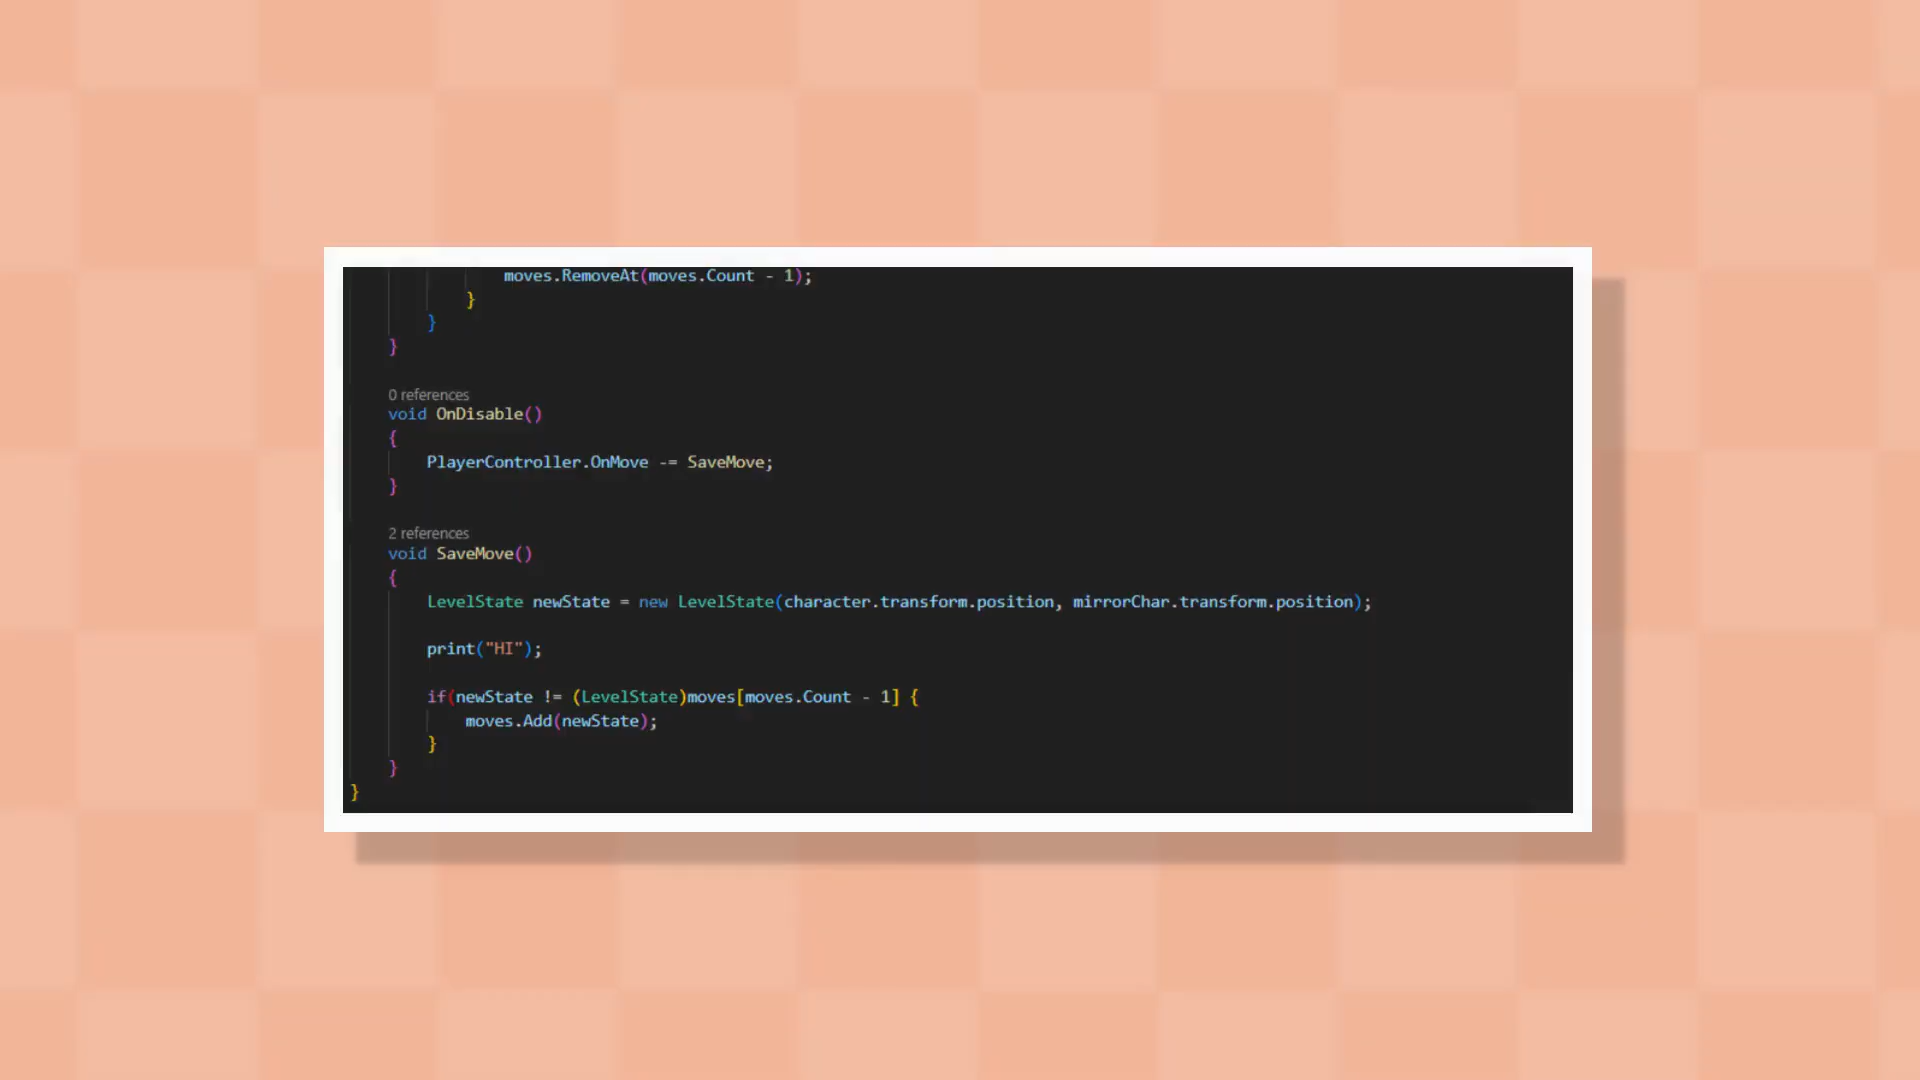 moves.RemoveAt(moves.Count - 1);
}
}
}
0 references
void OnDisable()
{
PlayerController.OnMove -= SaveMove;
}
2 references
void SaveMove()
{
LevelState newState = new LevelState(character.transform.position, mirrorChar.transform.position);
print("HI");
if(newState != (LevelState)moves[moves.Count - 1] {
moves.Add(newState);
}
}
}